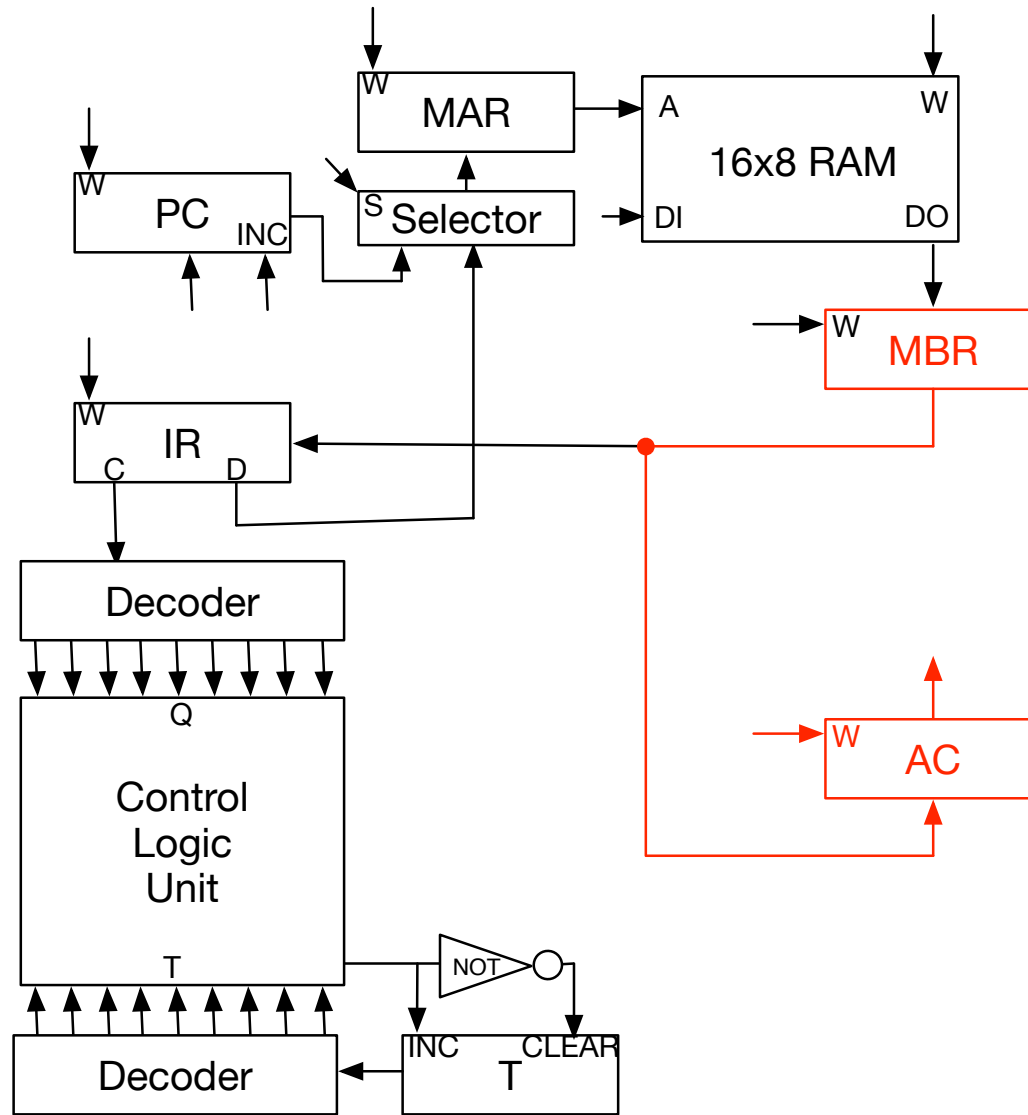 W
MAR
A
W
16x8 RAM
DI
DO
W
PC
INC
S
Selector
W
MBR
W
IR
C
D
Decoder
Q
Control
Logic
Unit
T
W
AC
NOT
INC
CLEAR
T
Decoder